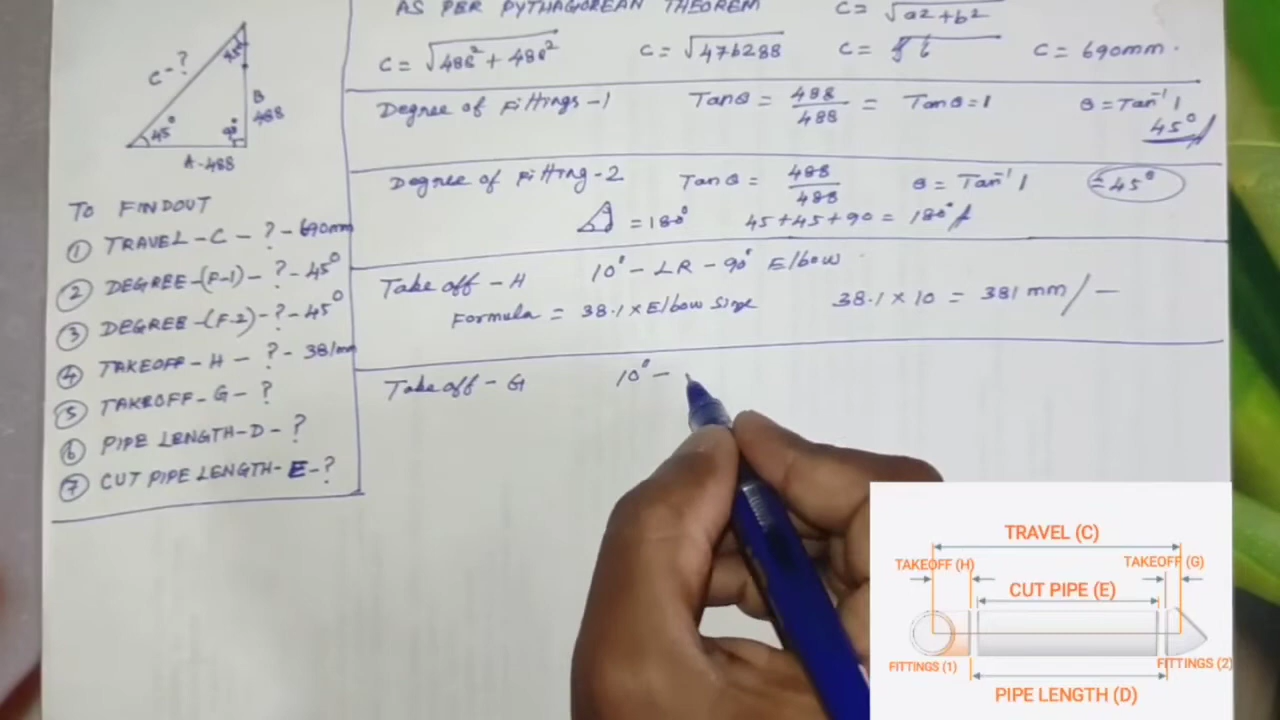 AS PER PYTHAGOREAN THEOREM C = √a2+b2
C = √488²+488² C = √476288 C = C = 690mm.
Degree of Fittings-1 Tanθ = 488/488 = Tanθ=1 θ = Tan⁻¹ 1
45°
Degree of Fitting-2 Tanθ = 488/488 θ = Tan⁻¹ 1 = 45°
= 180° 45+45+90 = 180°
Take off - H 10" - LR - 90° Elbow
Formula = 38.1 x Elbow Size 38.1 x 10 = 381 mm/-
Take off - G 10" -
C-?
45°
B
488
45°
90°
A-488
TO FINDOUT
① TRAVEL-C-?-690mm
② DEGREE-(F-1)-?-45°
③ DEGREE-(F-2)-?-45°
④ TAKEOFF-H-?-381mm
⑤ TAKEOFF-G-?
⑥ PIPE LENGTH-D-?
⑦ CUT PIPE LENGTH-E-?
TRAVEL (C)
TAKEOFF (H) TAKEOFF (G)
CUT PIPE (E)
FITTINGS (1) FITTINGS (2)
PIPE LENGTH (D)